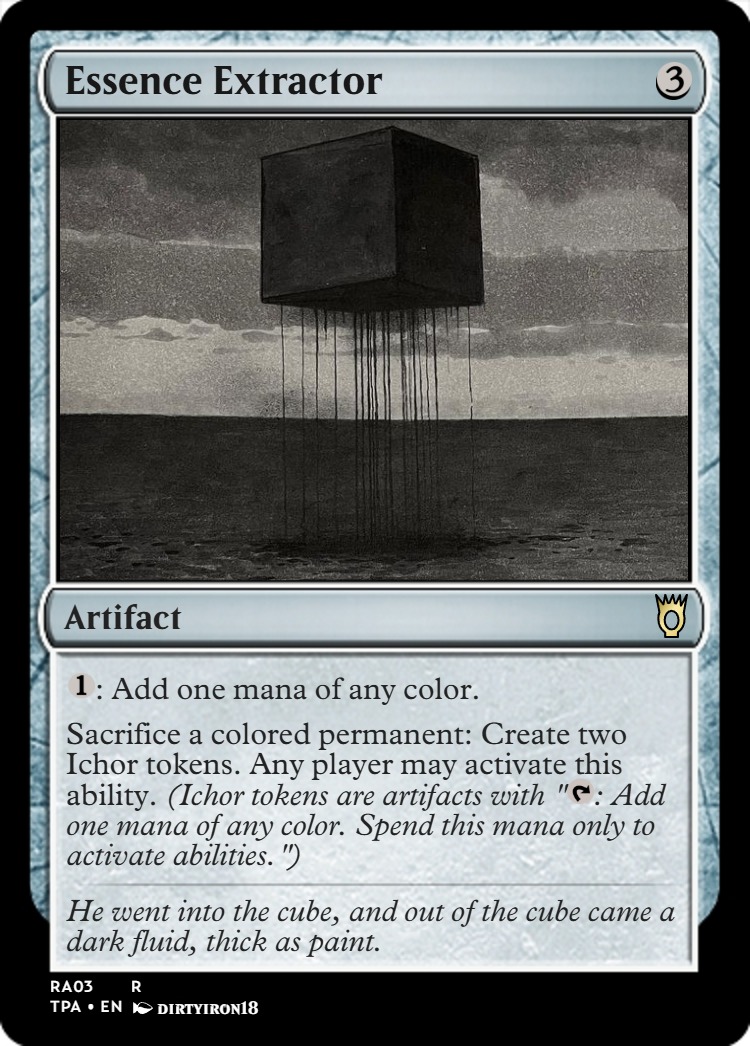 Essence Extractor 3
Artifact
1: Add one mana of any color.
Sacrifice a colored permanent: Create two
Ichor tokens. Any player may activate this
ability. (Ichor tokens are artifacts with ": Add
one mana of any color. Spend this mana only to
activate abilities.")
He went into the cube, and out of the cube came a
dark fluid, thick as paint.
RA03 R
TPA • EN DIRTYIRON18